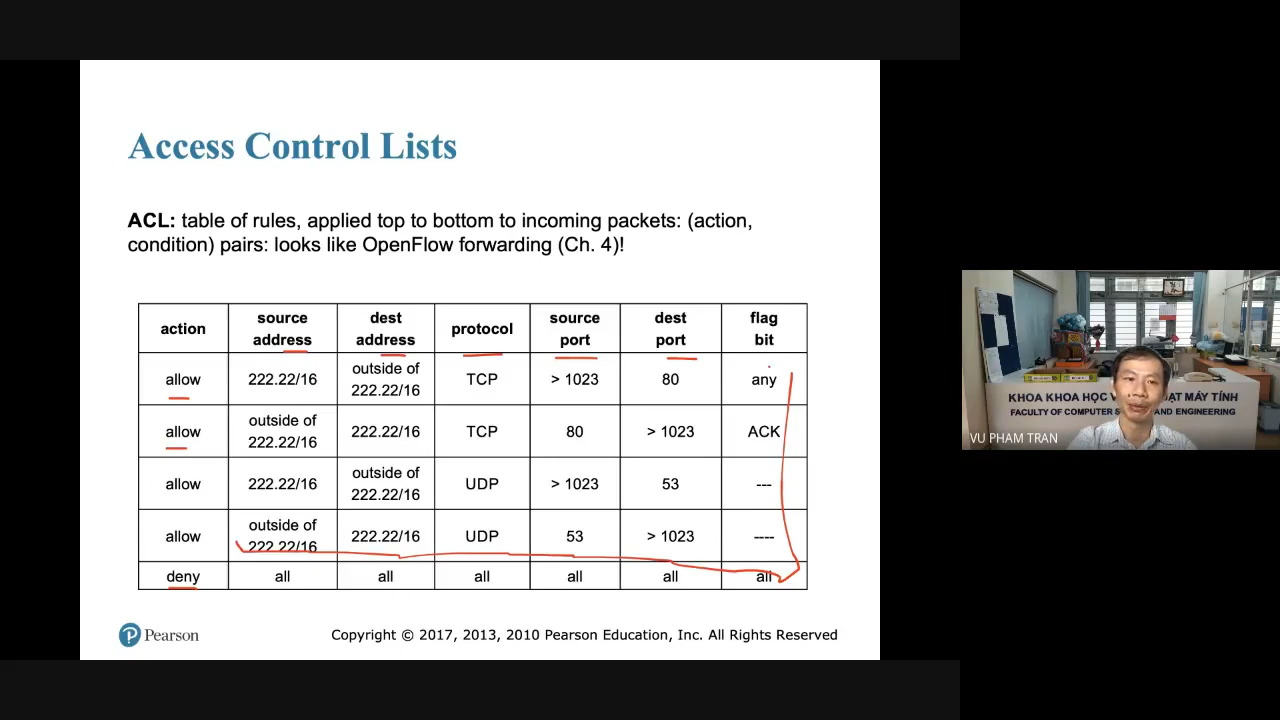 Access Control Lists
ACL: table of rules, applied top to bottom to incoming packets: (action,
condition) pairs: looks like OpenFlow forwarding (Ch. 4)!
action source address dest address protocol source port dest port flag bit
allow 222.22/16 outside of 222.22/16 TCP > 1023 80 any
allow outside of 222.22/16 222.22/16 TCP 80 > 1023 ACK
allow 222.22/16 outside of 222.22/16 UDP > 1023 53 ---
allow outside of 222.22/16 222.22/16 UDP 53 > 1023 ----
deny all all all all all all
Pearson
Copyright © 2017, 2013, 2010 Pearson Education, Inc. All Rights Reserved
KHOA KHOA HỌC V ẠT MÁY TÍNH
FACULTY OF COMPUTER S AND ENGINEERING
VU PHAM TRAN